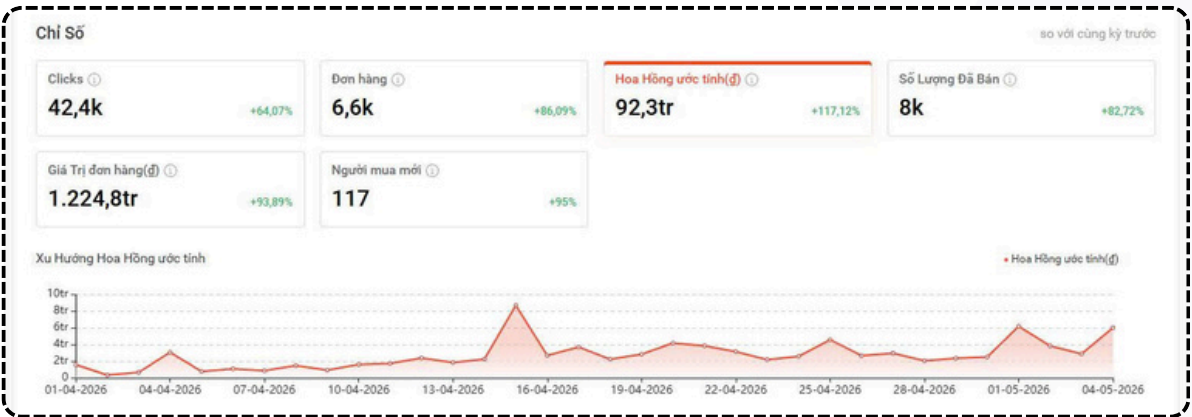 Chỉ Số
so với cùng kỳ trước
Clicks
42,4k
+64,07%
Đơn hàng
6,6k
+86,09%
Hoa Hồng ước tính(₫)
92,3tr
+117,12%
Số Lượng Đã Bán
8k
+82,72%
Giá Trị đơn hàng(₫)
1.224,8tr
+93,89%
Người mua mới
117
+95%
Xu Hướng Hoa Hồng ước tính
Hoa Hồng ước tính(₫)
10tr
8tr
6tr
4tr
2tr
0
01-04-2026 04-04-2026 07-04-2026 10-04-2026 13-04-2026 16-04-2026 19-04-2026 22-04-2026 25-04-2026 28-04-2026 01-05-2026 04-05-2026